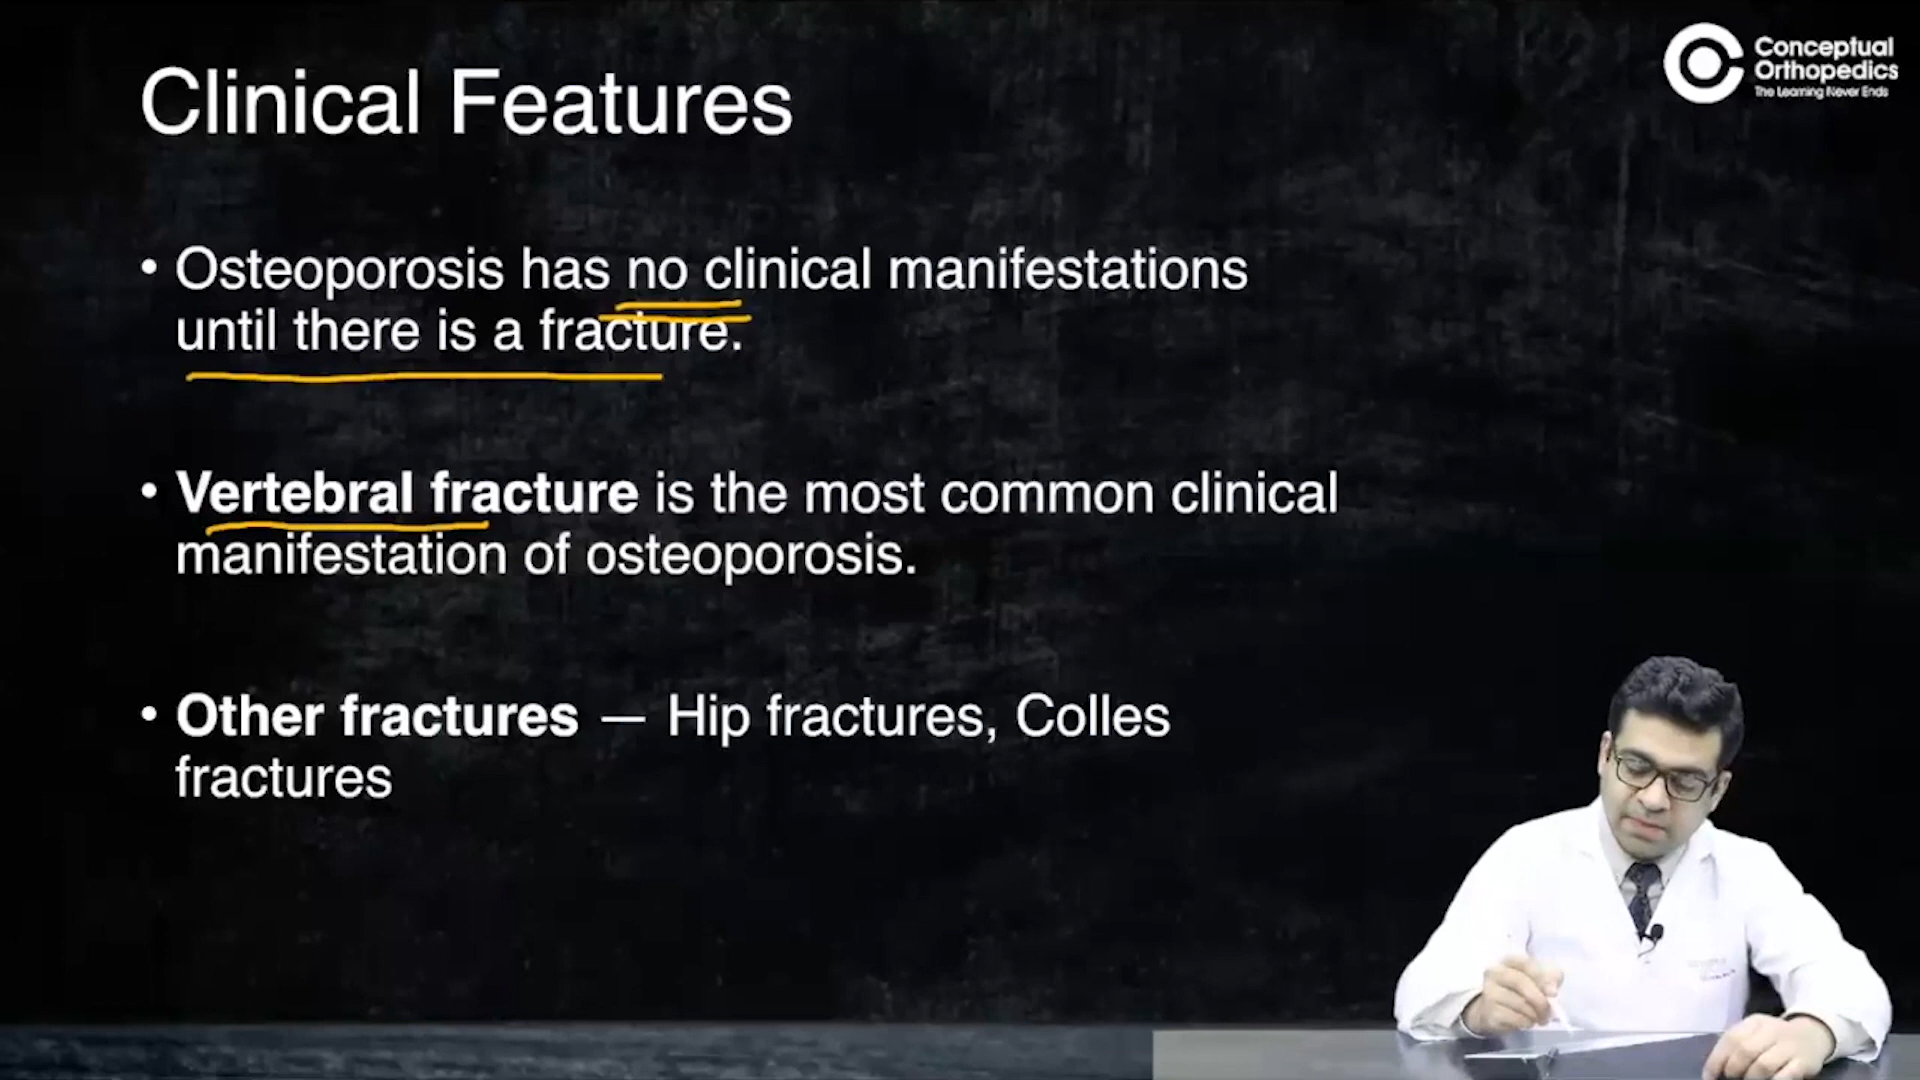 Conceptual
Orthopedics
The Learning Never Ends
Clinical Features
• Osteoporosis has no clinical manifestations
until there is a fracture.
• Vertebral fracture is the most common clinical
manifestation of osteoporosis.
• Other fractures — Hip fractures, Colles
fractures